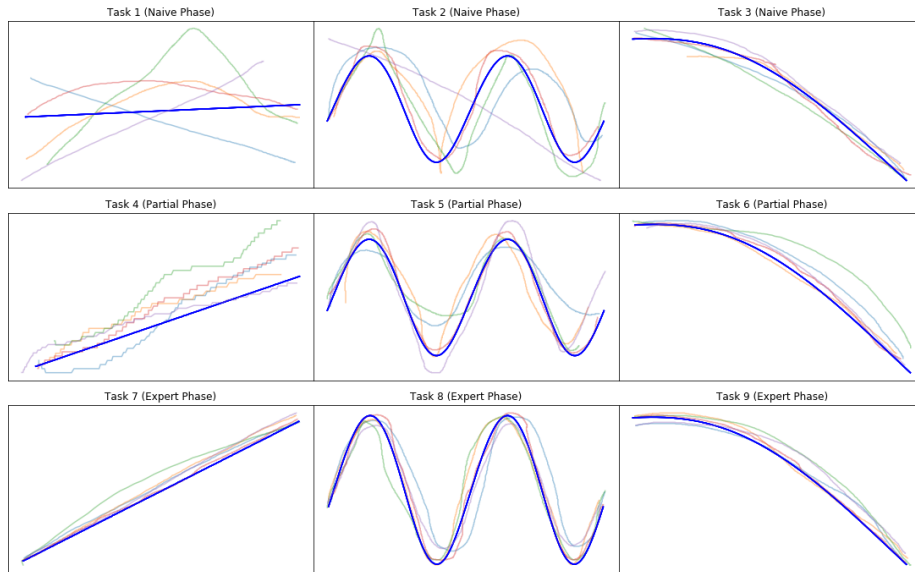 Task 1 (Naive Phase)
Task 2 (Naive Phase)
Task 3 (Naive Phase)
Task 4 (Partial Phase)
Task 5 (Partial Phase)
Task 6 (Partial Phase)
Task 7 (Expert Phase)
Task 8 (Expert Phase)
Task 9 (Expert Phase)